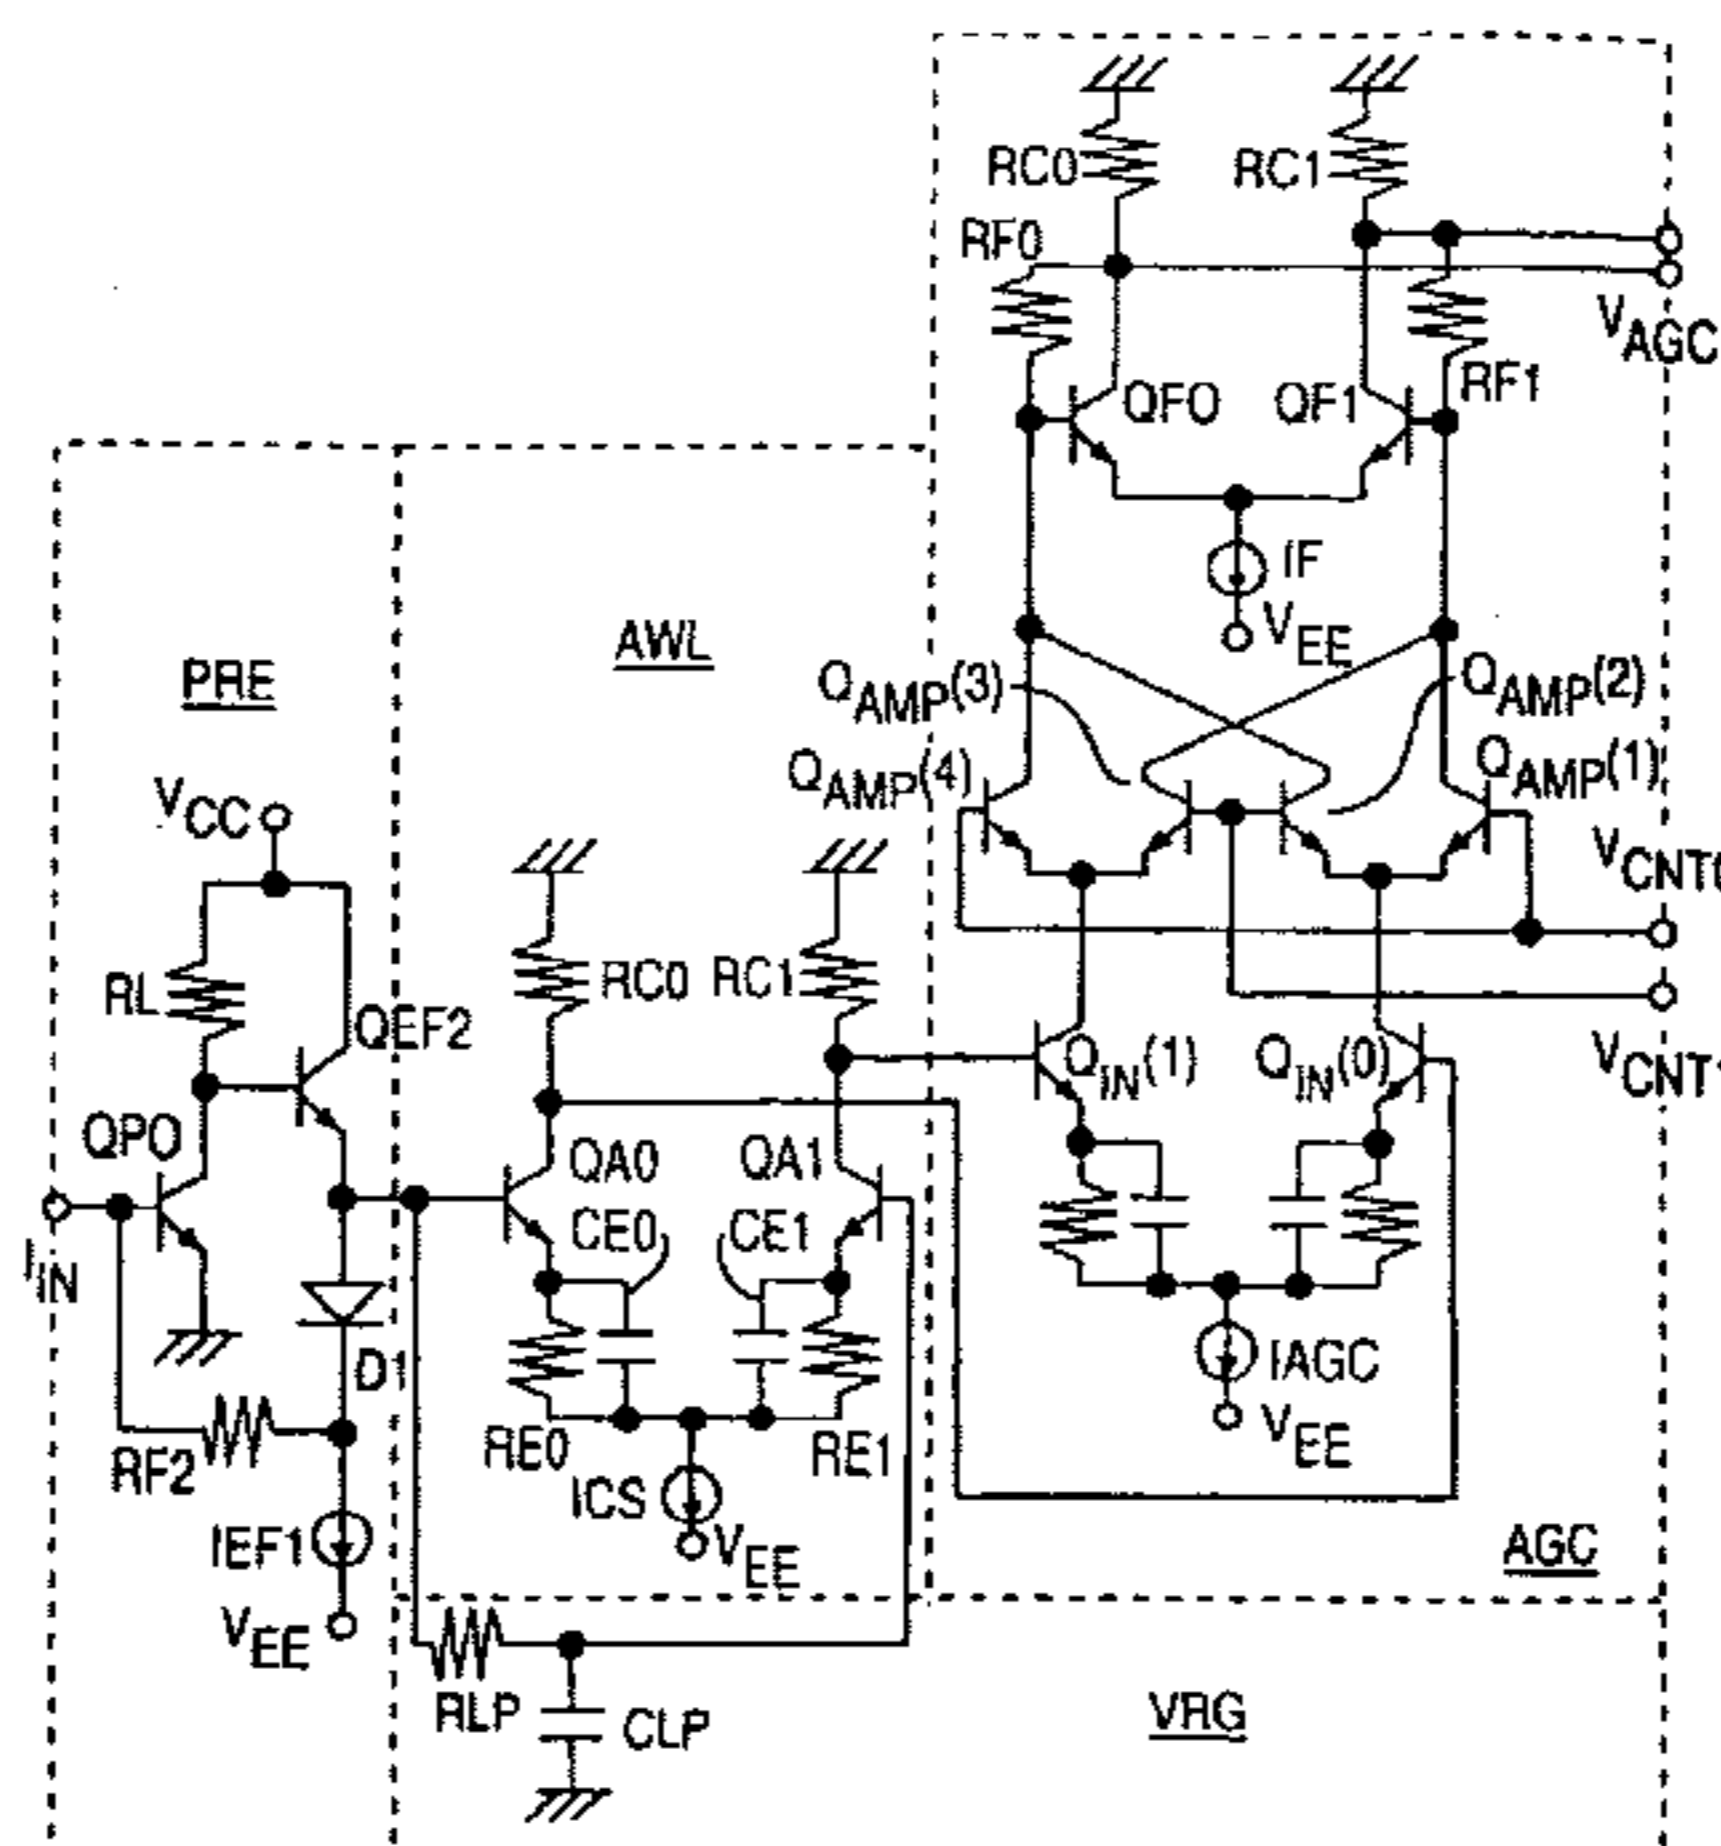 RC0 RC1
RF0
VAGC
QF0 QF1 RF1
IF
VEE
PRE
AWL
QAMP(3) QAMP(2)
QAMP(4) QAMP(1)
VCC
VCNT0
RL
RC0 RC1
QEF2
QIN(1) QIN(0)
VCNT1
QP0
QA0 QA1
CE0 CE1
IIN
IAGC
D1
VEE
RF2
RE0 RE1
ICS
IEF1
VEE
AGC
VEE
RLP CLP
VRG